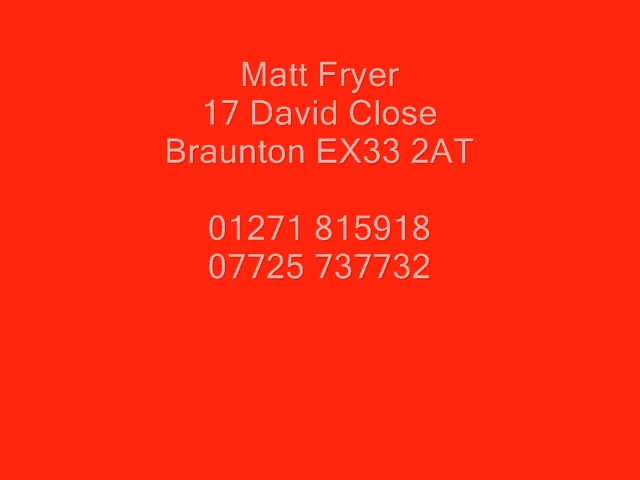 Matt Fryer
17 David Close
Braunton EX33 2AT
01271 815918
07725 737732